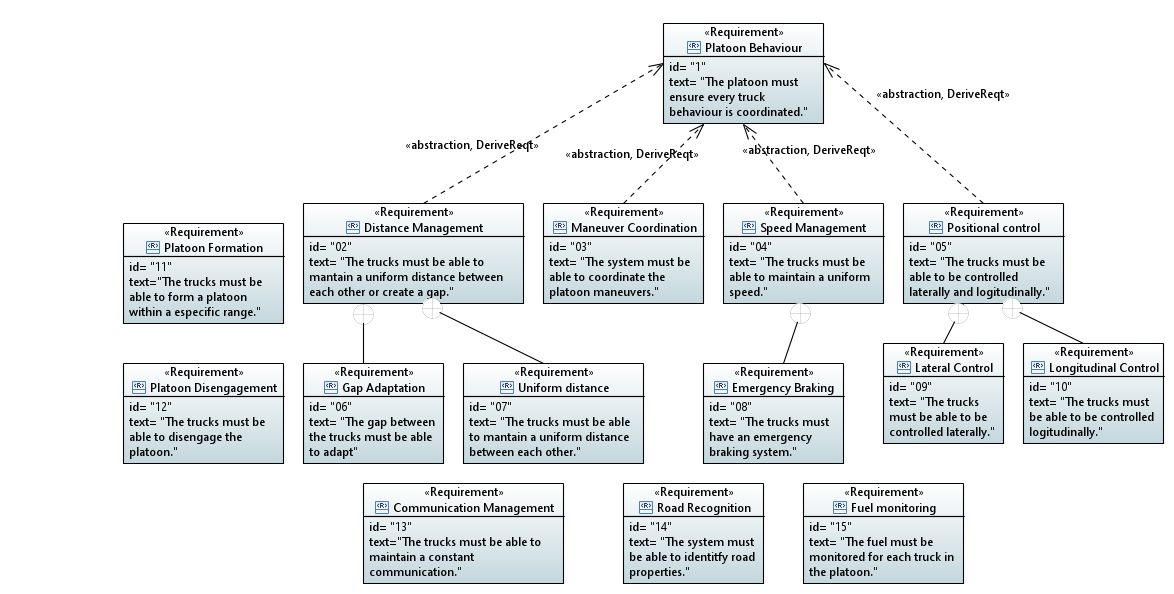 «Requirement»
Platoon Behaviour
id= "1"
text= "The platoon must
ensure every truck
behaviour is coordinated."
«abstraction, DeriveReqt»
«abstraction, DeriveReqt»
«abstraction, DeriveReqt»
«abstraction, DeriveReqt»
«Requirement»
Platoon Formation
id= "11"
text="The trucks must be
able to form a platoon
within a especific range."
«Requirement»
Distance Management
id= "02"
text= "The trucks must be able to
mantain a uniform distance between
each other or create a gap."
«Requirement»
Maneuver Coordination
id= "03"
text= "The system must be
able to coordinate the
platoon maneuvers."
«Requirement»
Speed Management
id= "04"
text= "The trucks must be
able to maintain a uniform
speed."
«Requirement»
Positional control
id= "05"
text= "The trucks must be
able to be controlled
laterally and logitudinally."
«Requirement»
Platoon Disengagement
id= "12"
text= "The trucks must be
able to disengage the
platoon."
«Requirement»
Gap Adaptation
id= "06"
text= "The gap between
the trucks must be able
to adapt"
«Requirement»
Uniform distance
id= "07"
text= "The trucks must be able
to mantain a uniform distance
between each other."
«Requirement»
Emergency Braking
id= "08"
text= "The trucks must
have an emergency
braking system."
«Requirement»
Lateral Control
id= "09"
text= "The trucks
must be able to be
controlled laterally."
«Requirement»
Longitudinal Control
id= "10"
text= "The trucks must
be able to be controlled
logitudinally."
«Requirement»
Communication Management
id= "13"
text="The trucks must be able to
maintain a constant
communication."
«Requirement»
Road Recognition
id= "14"
text= "The system must
be able to identitfy road
properties."
«Requirement»
Fuel monitoring
id= "15"
text= "The fuel must be
monitored for each truck in
the platoon."